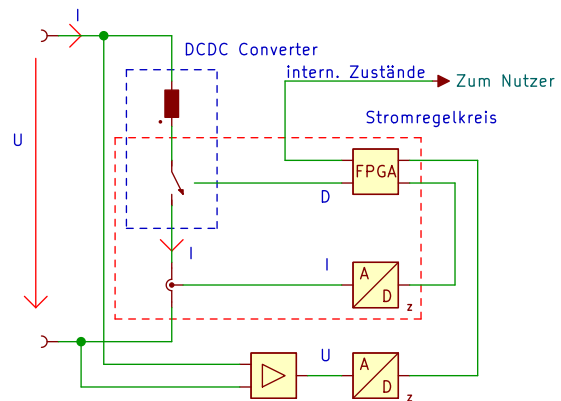 I
DCDC Converter
intern. Zustände
Zum Nutzer
Stromregelkreis
U
FPGA
D
I
I
A
D
z
U
A
D
z